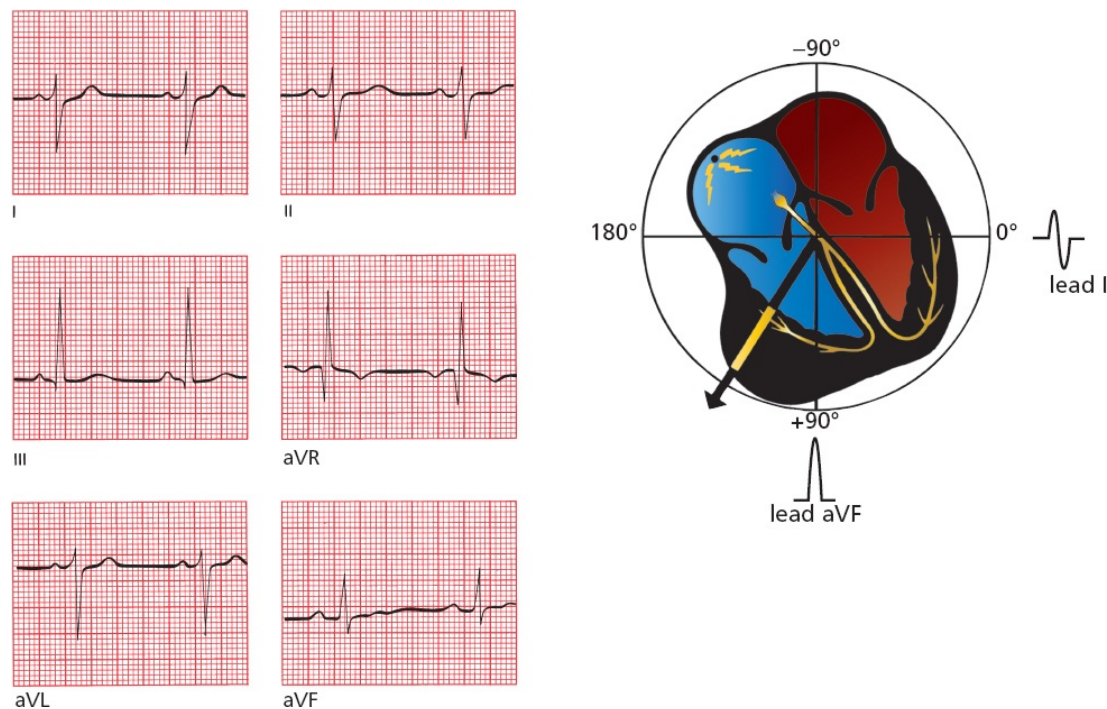 I
II
III
aVR
aVL
aVF
−90°
180°
0°
lead I
+90°
lead aVF